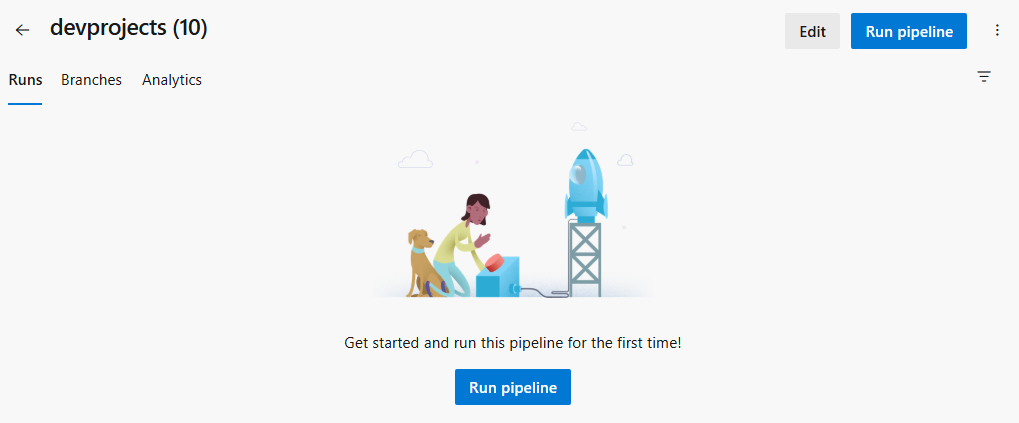 devprojects (10)
Edit
Run pipeline
Runs
Branches
Analytics
Get started and run this pipeline for the first time!
Run pipeline